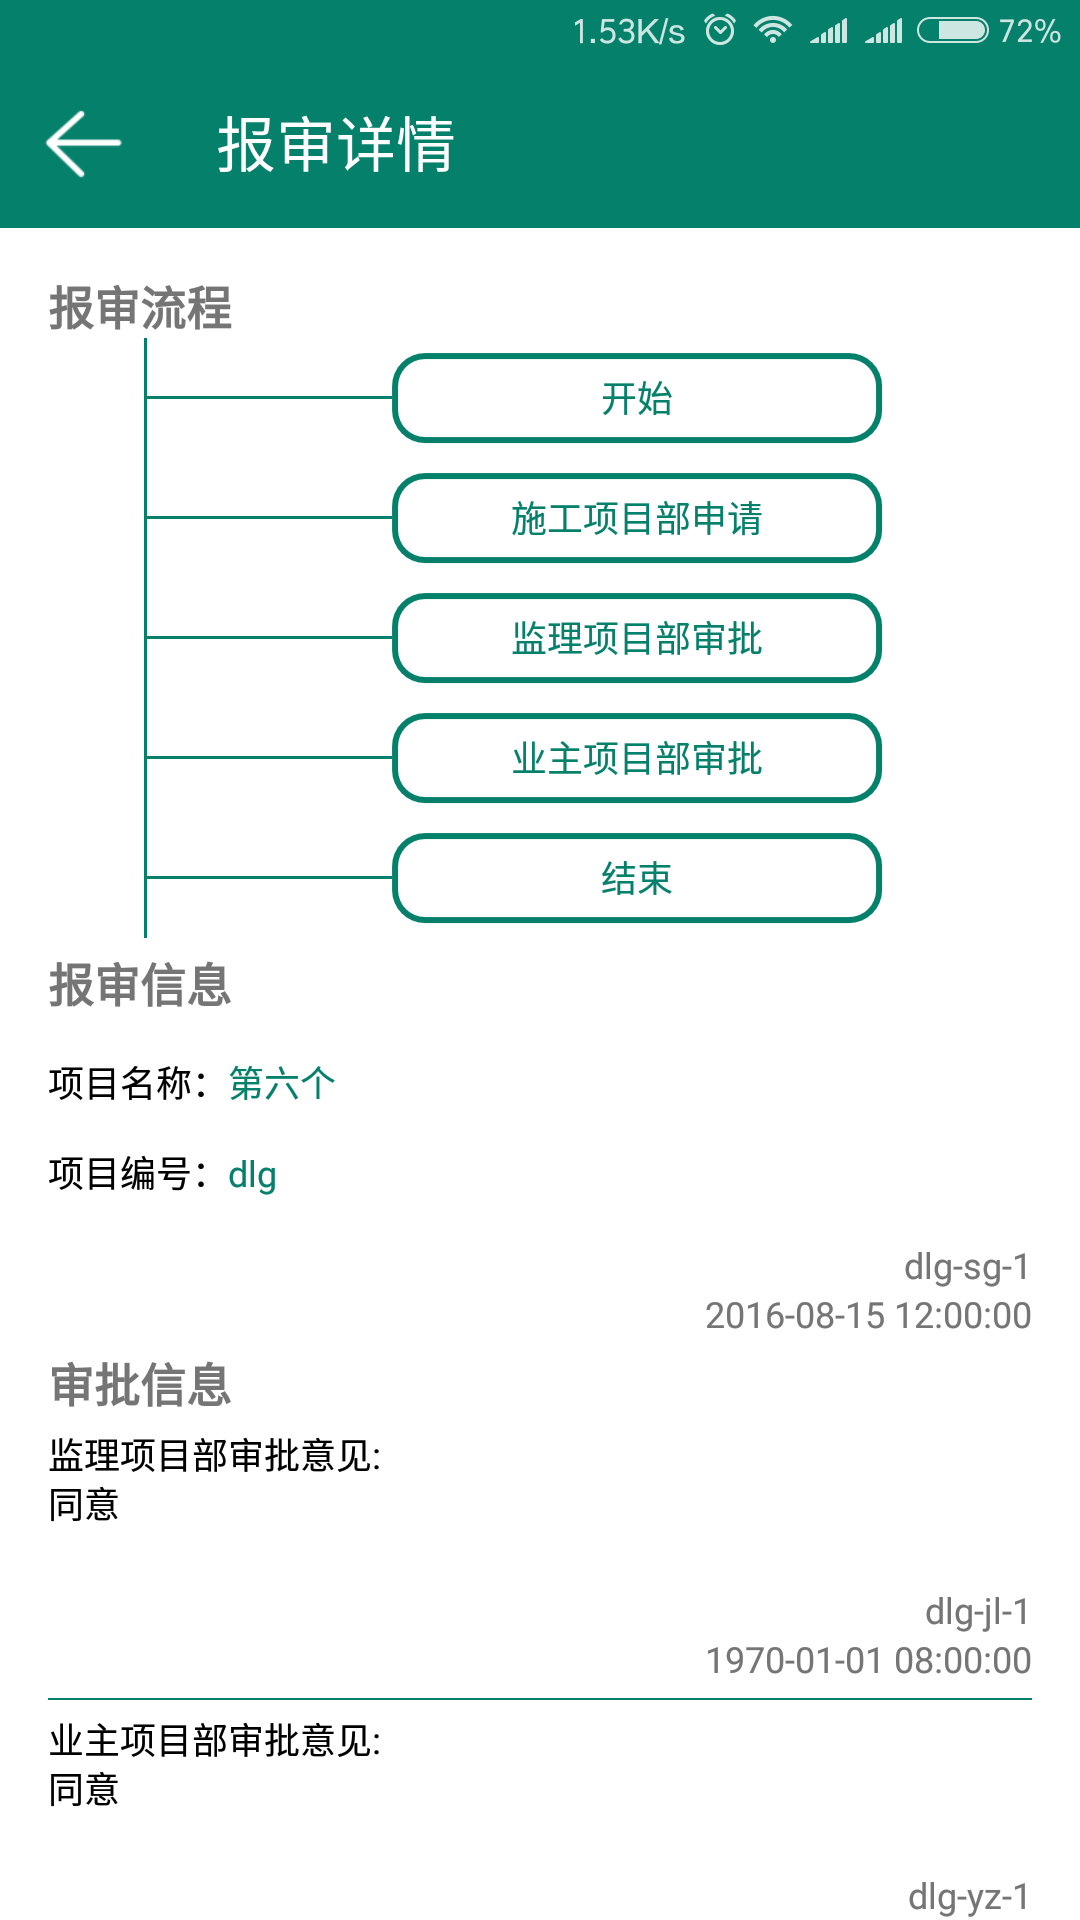 1.53K/s 72%
报审详情
报审流程
开始
施工项目部申请
监理项目部审批
业主项目部审批
结束
报审信息
项目名称：第六个
项目编号：dlg
dlg-sg-1
2016-08-15 12:00:00
审批信息
监理项目部审批意见:
同意
dlg-jl-1
1970-01-01 08:00:00
业主项目部审批意见:
同意
dlg-yz-1